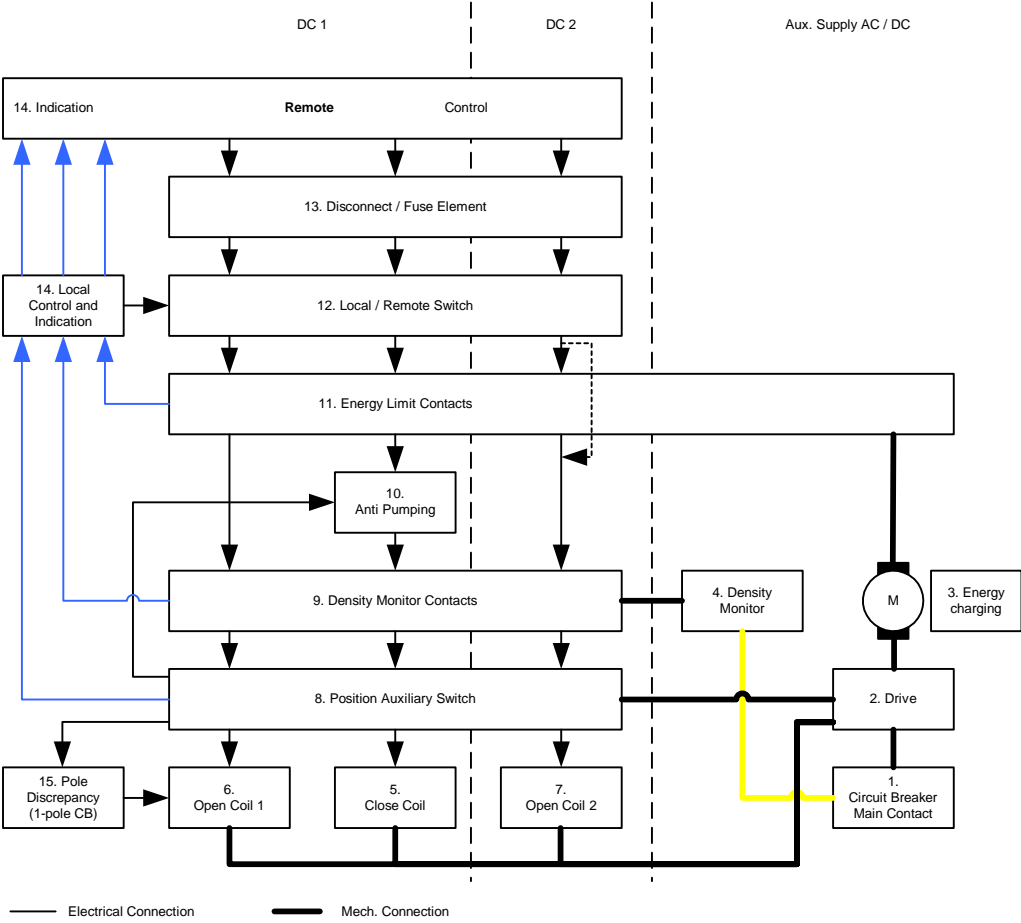 DC 1
DC 2
Aux. Supply AC / DC
14. Indication
Remote
Control
13. Disconnect / Fuse Element
14. Local
Control and
Indication
12. Local / Remote Switch
11. Energy Limit Contacts
10.
Anti Pumping
9. Density Monitor Contacts
4. Density
Monitor
M
3. Energy
charging
8. Position Auxiliary Switch
2. Drive
15. Pole
Discrepancy
(1-pole CB)
6.
Open Coil 1
5.
Close Coil
7.
Open Coil 2
1.
Circuit Breaker
Main Contact
Electrical Connection
Mech. Connection